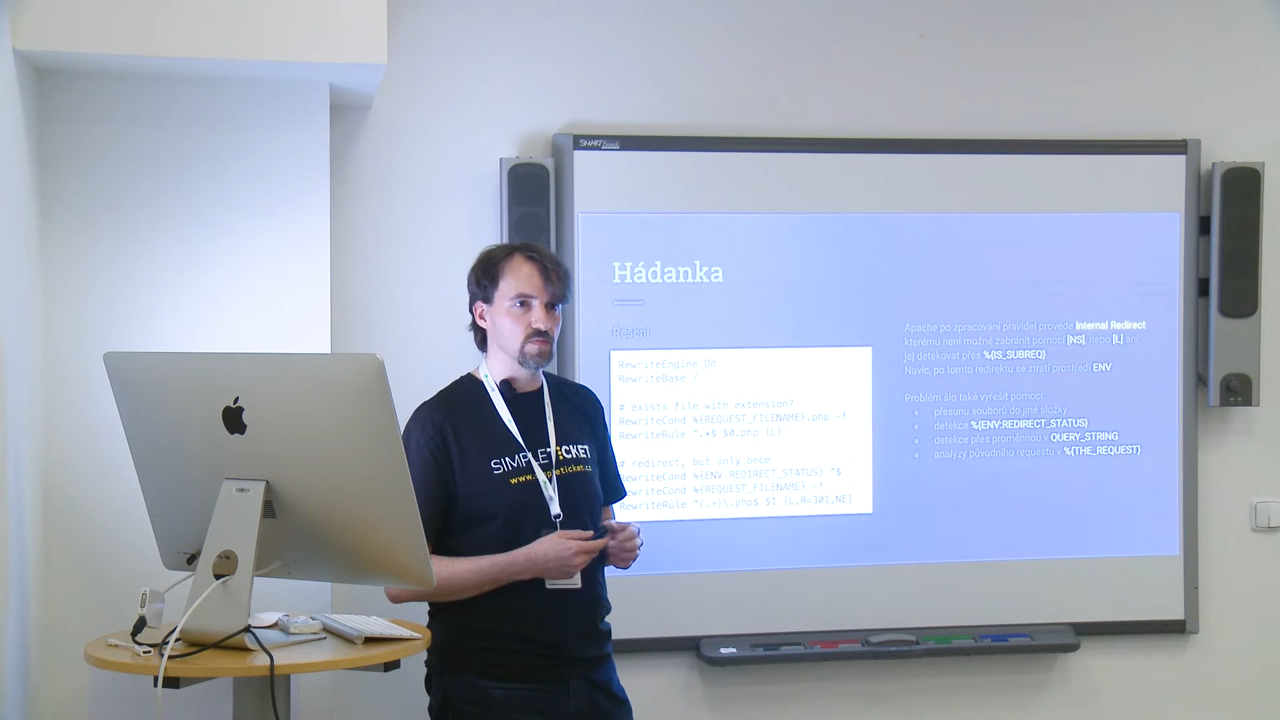 SMART Board
Hádanka
Řešení
RewriteEngine On
RewriteBase /
# exists file with extension?
RewriteCond %{REQUEST_FILENAME}.php -f
RewriteRule ^.*$ $0.php [L]
# redirect, but only once
RewriteCond %{ENV:REDIRECT_STATUS} ^$
RewriteCond %{REQUEST_FILENAME} -f
RewriteRule ^(.+)\.php$ $1 [L,R=301,NE]
Apache po zpracování pravidel provede Internal Redirect
kterému není možné zabránit pomocí [NS], nebo [L] ani
jej detekovat přes %{IS_SUBREQ}
Navíc, po tomto redirektu se ztratí prostředí ENV.
Problém šlo také vyřešit pomocí
přesunu souborů do jiné složky
detekce %{ENV:REDIRECT_STATUS}
detekce přes proměnnou v QUERY_STRING
analýzy původního requestu v %{THE_REQUEST}
SIMPLETICKET
www.simpleticket.cz